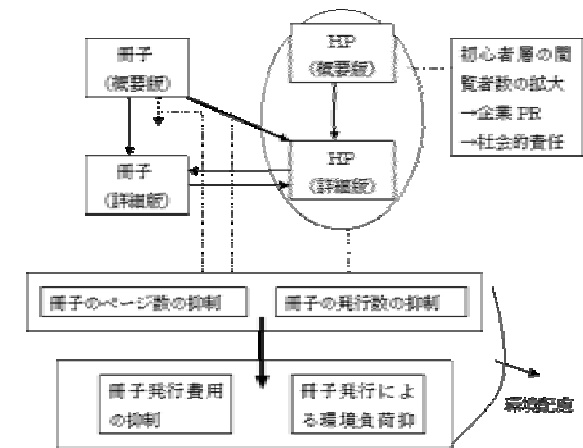 冊子
(概要版)
HP
(概要版)
初心者層の閲
覧者数の拡大
→企業 PR
→社会的責任
冊子
(詳細版)
HP
(詳細版)
冊子のページ数の抑制
冊子の発行数の抑制
冊子発行費用
の抑制
冊子発行によ
る環境負荷抑
環境配慮